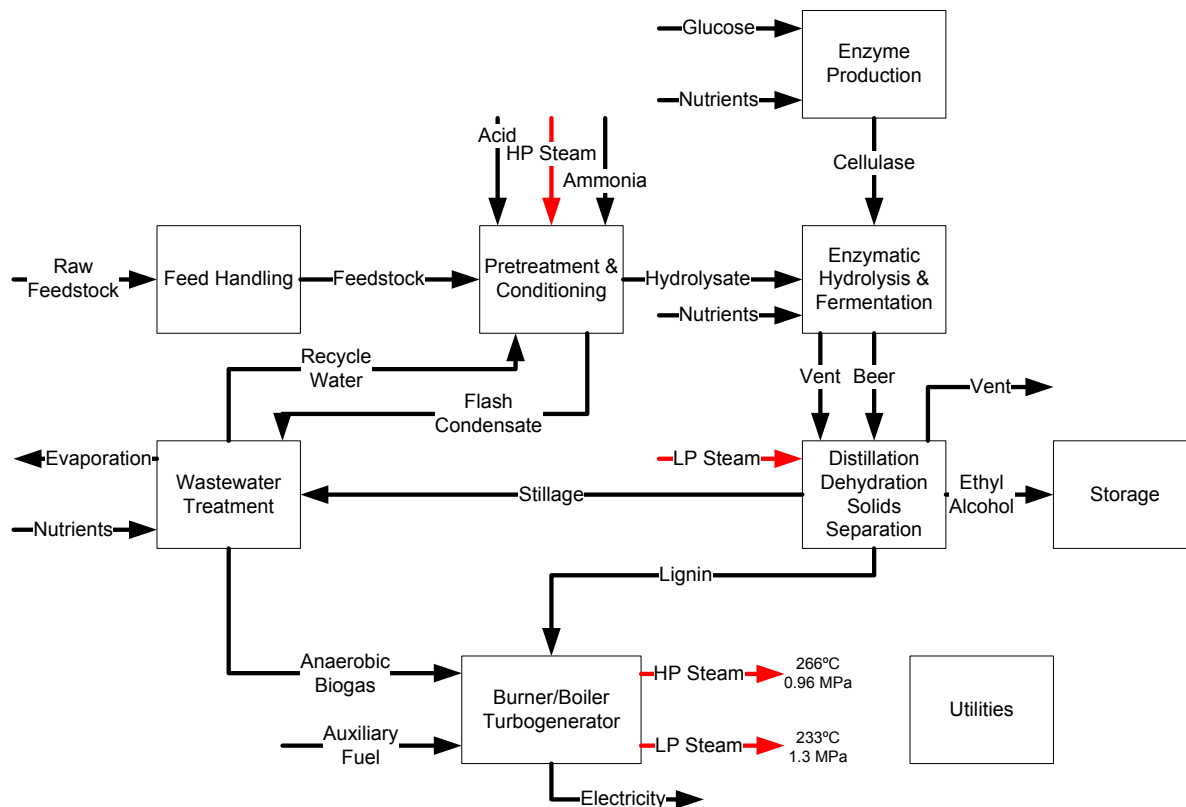 Glucose
Enzyme
Production
Nutrients
Acid
HP Steam
Ammonia
Cellulase
Raw
Feedstock
Feed Handling
Feedstock
Pretreatment &
Conditioning
Hydrolysate
Enzymatic
Hydrolysis &
Fermentation
Nutrients
Recycle
Water
Vent
Beer
Vent
Flash
Condensate
Evaporation
Wastewater
Treatment
Nutrients
Stillage
LP Steam
Distillation
Dehydration
Solids
Separation
Ethyl
Alcohol
Storage
Lignin
Anaerobic
Biogas
Burner/Boiler
Turbogenerator
HP Steam
266ºC
0.96 MPa
Utilities
Auxiliary
Fuel
LP Steam
233ºC
1.3 MPa
Electricity